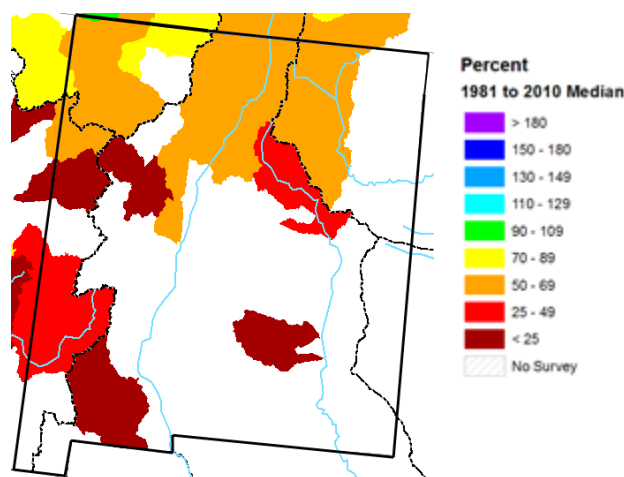 Percent
1981 to 2010 Median
> 180
150 - 180
130 - 149
110 - 129
90 - 109
70 - 89
50 - 69
25 - 49
< 25
No Survey